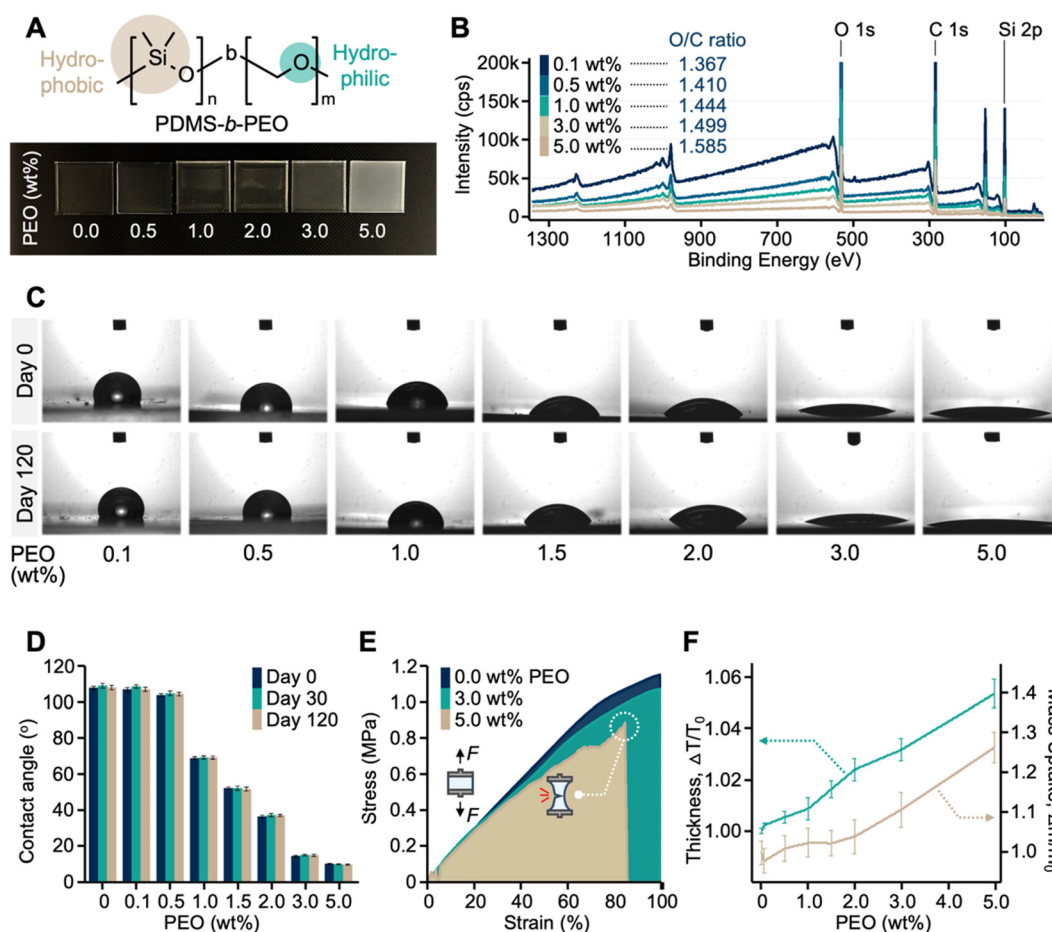 A
Hydro-
phobic
Si
O
n
b
O
m
Hydro-
philic
PDMS-b-PEO
PEO (wt%)
0.0 0.5 1.0 2.0 3.0 5.0
B
O 1s C 1s Si 2p
O/C ratio
0.1 wt% 1.367
0.5 wt% 1.410
1.0 wt% 1.444
3.0 wt% 1.499
5.0 wt% 1.585
Intensity (cps)
200k
150k
100k
50k
0
1340 1100 900 700 500 300 100
Binding Energy (eV)
C
Day 0
Day 120
PEO
(wt%)
0.1 0.5 1.0 1.5 2.0 3.0 5.0
D
Contact angle (º)
120
100
80
60
40
20
0
Day 0
Day 30
Day 120
0 0.1 0.5 1.0 1.5 2.0 3.0 5.0
PEO (wt%)
E
Stress (MPa)
1.2
1.0
0.8
0.6
0.4
0.2
0
0.0 wt% PEO
3.0 wt%
5.0 wt%
F
F
0 20 40 60 80 100
Strain (%)
F
Thickness, ΔT/T0
1.06
1.04
1.02
1.00
1.4
1.3
1.2
1.1
1.0
0 1.0 2.0 3.0 4.0 5.0
PEO (wt%)